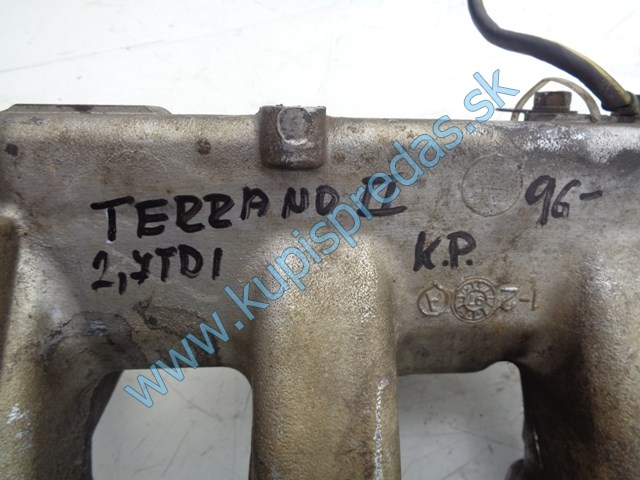 TERRANO II 96-
2,7TDI K.P.
www.kupispredas.sk